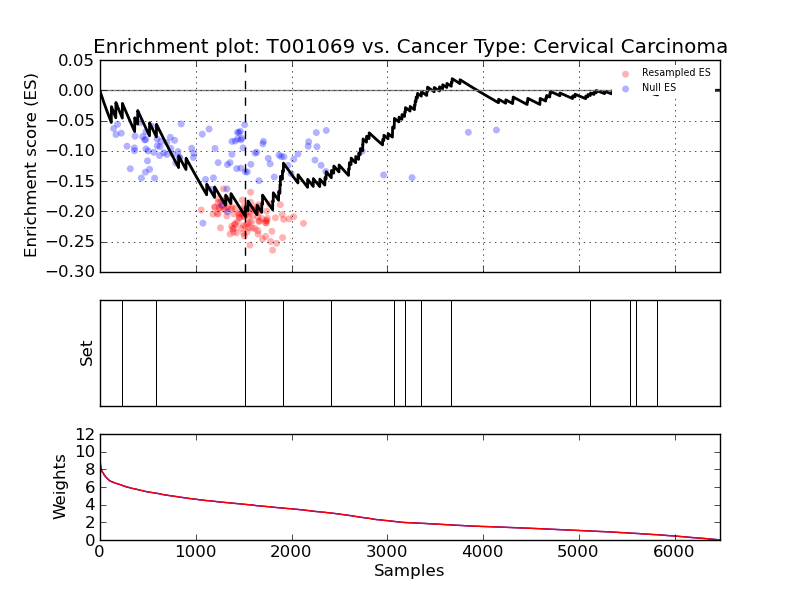 Enrichment plot: T001069 vs. Cancer Type: Cervical Carcinoma
Enrichment score (ES)
0.05
0.00
−0.05
−0.10
−0.15
−0.20
−0.25
−0.30
Resampled ES
Null ES
Set
Weights
12
10
8
6
4
2
0
0 1000 2000 3000 4000 5000 6000
Samples